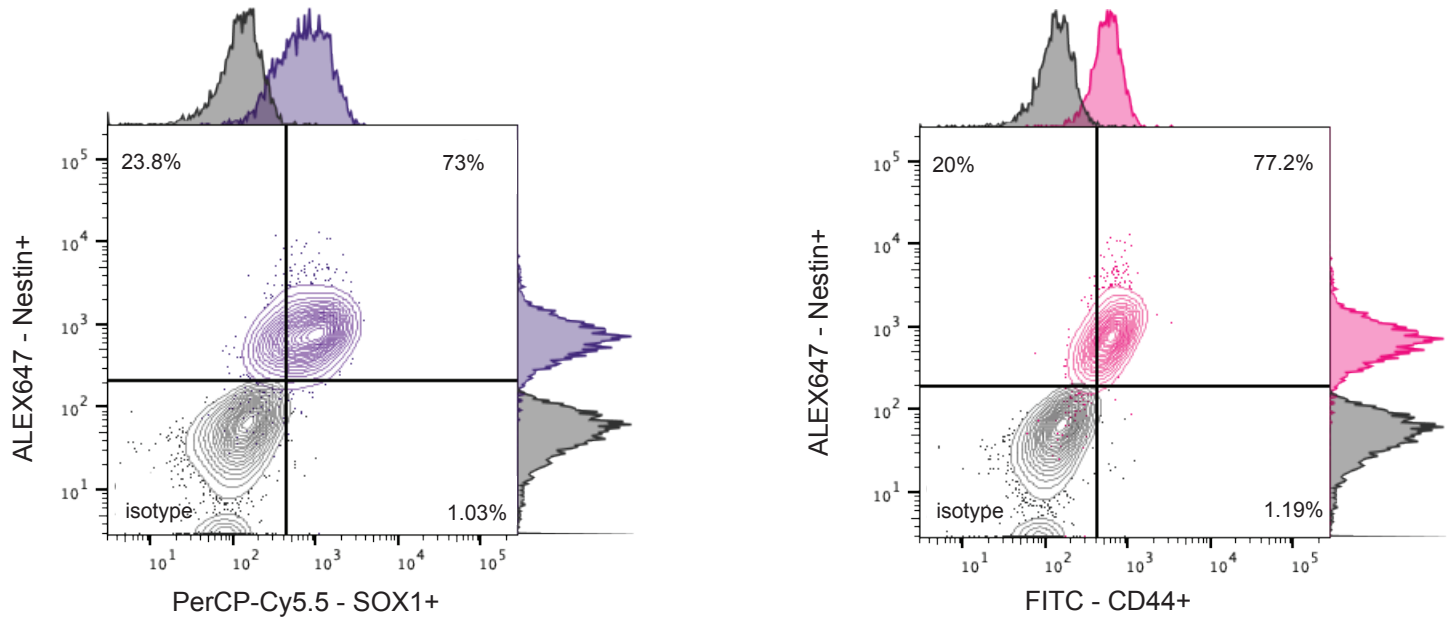 23.8%
73%
10^5
10^4
10^3
10^2
10^1
ALEX647 - Nestin+
isotype
1.03%
10^1 10^2 10^3 10^4 10^5
PerCP-Cy5.5 - SOX1+
20%
77.2%
10^5
10^4
10^3
10^2
10^1
ALEX647 - Nestin+
isotype
1.19%
10^1 10^2 10^3 10^4 10^5
FITC - CD44+